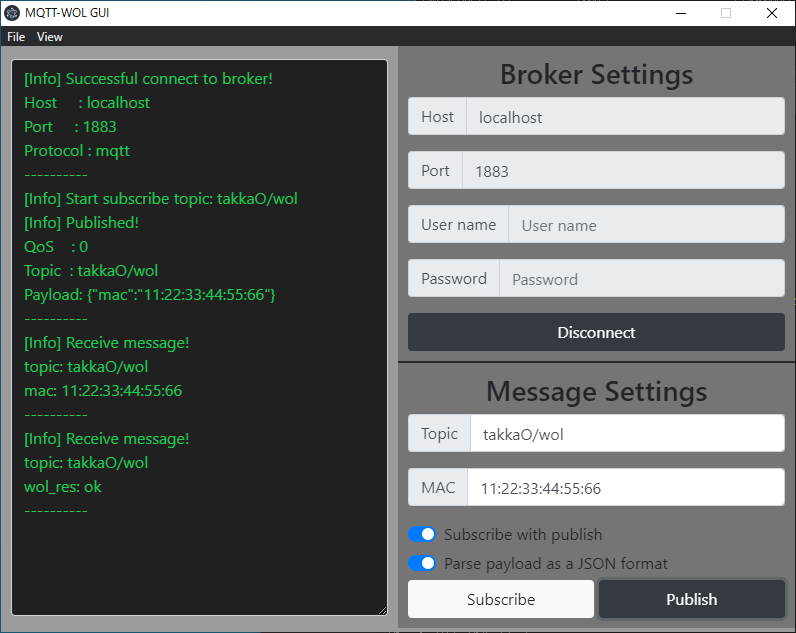 MQTT-WOL GUI
File View
[Info] Successful connect to broker!
Host : localhost
Port : 1883
Protocol : mqtt
----------
[Info] Start subscribe topic: takkaO/wol
[Info] Published!
QoS : 0
Topic : takkaO/wol
Payload: {"mac":"11:22:33:44:55:66"}
----------
[Info] Receive message!
topic: takkaO/wol
mac: 11:22:33:44:55:66
----------
[Info] Receive message!
topic: takkaO/wol
wol_res: ok
----------
Broker Settings
Host localhost
Port 1883
User name User name
Password Password
Disconnect
Message Settings
Topic takkaO/wol
MAC 11:22:33:44:55:66
Subscribe with publish
Parse payload as a JSON format
Subscribe Publish